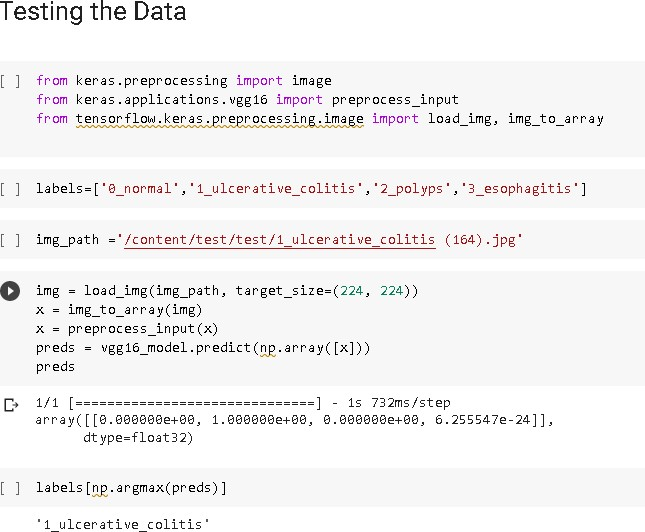 Testing the Data
[ ] from keras.preprocessing import image
from keras.applications.vgg16 import preprocess_input
from tensorflow.keras.preprocessing.image import load_img, img_to_array
[ ] labels=['0_normal','1_ulcerative_colitis','2_polyps','3_esophagitis']
[ ] img_path ='/content/test/test/1_ulcerative_colitis (164).jpg'
img = load_img(img_path, target_size=(224, 224))
x = img_to_array(img)
x = preprocess_input(x)
preds = vgg16_model.predict(np.array([x]))
preds
1/1 [==============================] - 1s 732ms/step
array([[0.000000e+00, 1.000000e+00, 0.000000e+00, 6.255547e-24]],
dtype=float32)
[ ] labels[np.argmax(preds)]
'1_ulcerative_colitis'